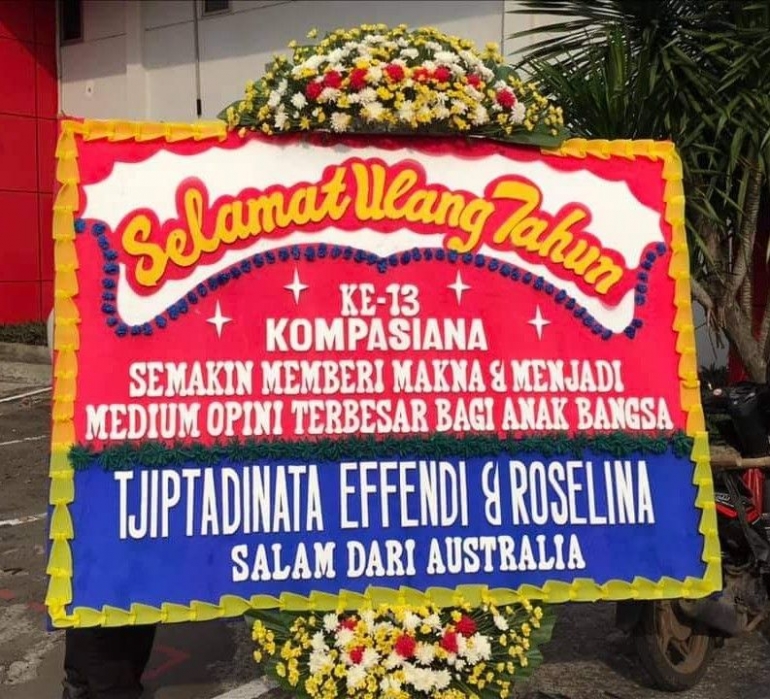 Selamat Ulang Tahun
KE-13
KOMPASIANA
SEMAKIN MEMBERI MAKNA & MENJADI
MEDIUM OPINI TERBESAR BAGI ANAK BANGSA
TJIPTADINATA EFFENDI & ROSELINA
SALAM DARI AUSTRALIA